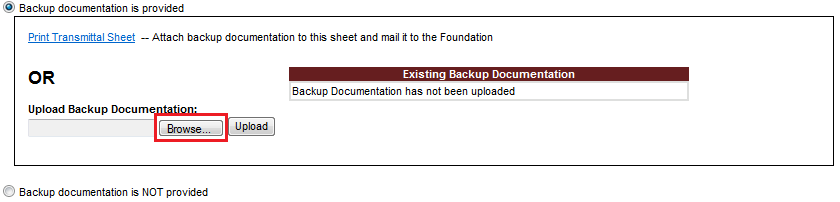 Backup documentation is provided
Print Transmittal Sheet -- Attach backup documentation to this sheet and mail it to the Foundation
OR
Existing Backup Documentation
Backup Documentation has not been uploaded
Upload Backup Documentation:
Browse... Upload
Backup documentation is NOT provided